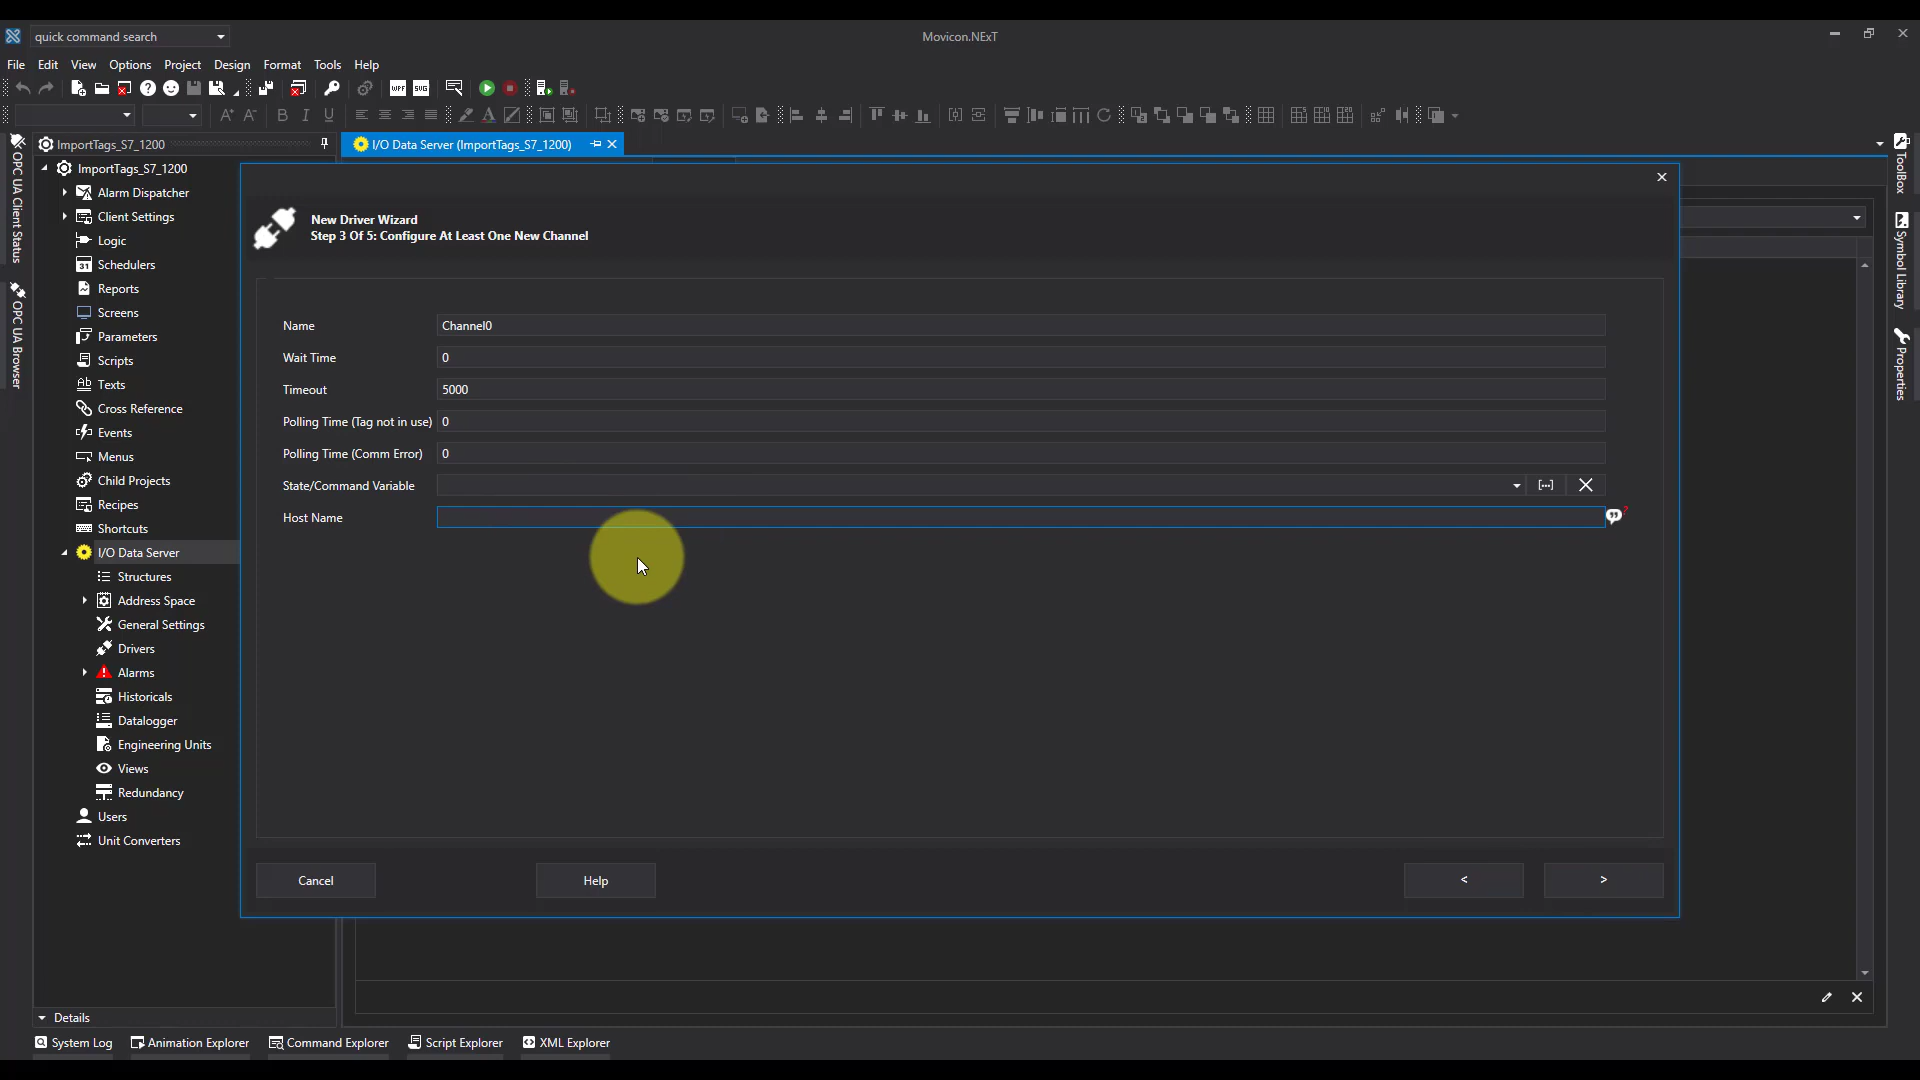 quick command search
Movicon.NExT
File Edit View Options Project Design Format Tools Help
WPF SVG
ImportTags_S7_1200
I/O Data Server (ImportTags_S7_1200)
OPC UA Client Status
OPC UA Browser
ImportTags_S7_1200
Alarm Dispatcher
Client Settings
Logic
Schedulers
Reports
Screens
Parameters
Scripts
Texts
Cross Reference
Events
Menus
Child Projects
Recipes
Shortcuts
I/O Data Server
Structures
Address Space
General Settings
Drivers
Alarms
Historicals
Datalogger
Engineering Units
Views
Redundancy
Users
Unit Converters
Details
New Driver Wizard
Step 3 Of 5: Configure At Least One New Channel
Name Channel0
Wait Time 0
Timeout 5000
Polling Time (Tag not in use) 0
Polling Time (Comm Error) 0
State/Command Variable
Host Name
Cancel Help < >
ToolBox
Symbol Library
Properties
System Log Animation Explorer Command Explorer Script Explorer XML Explorer